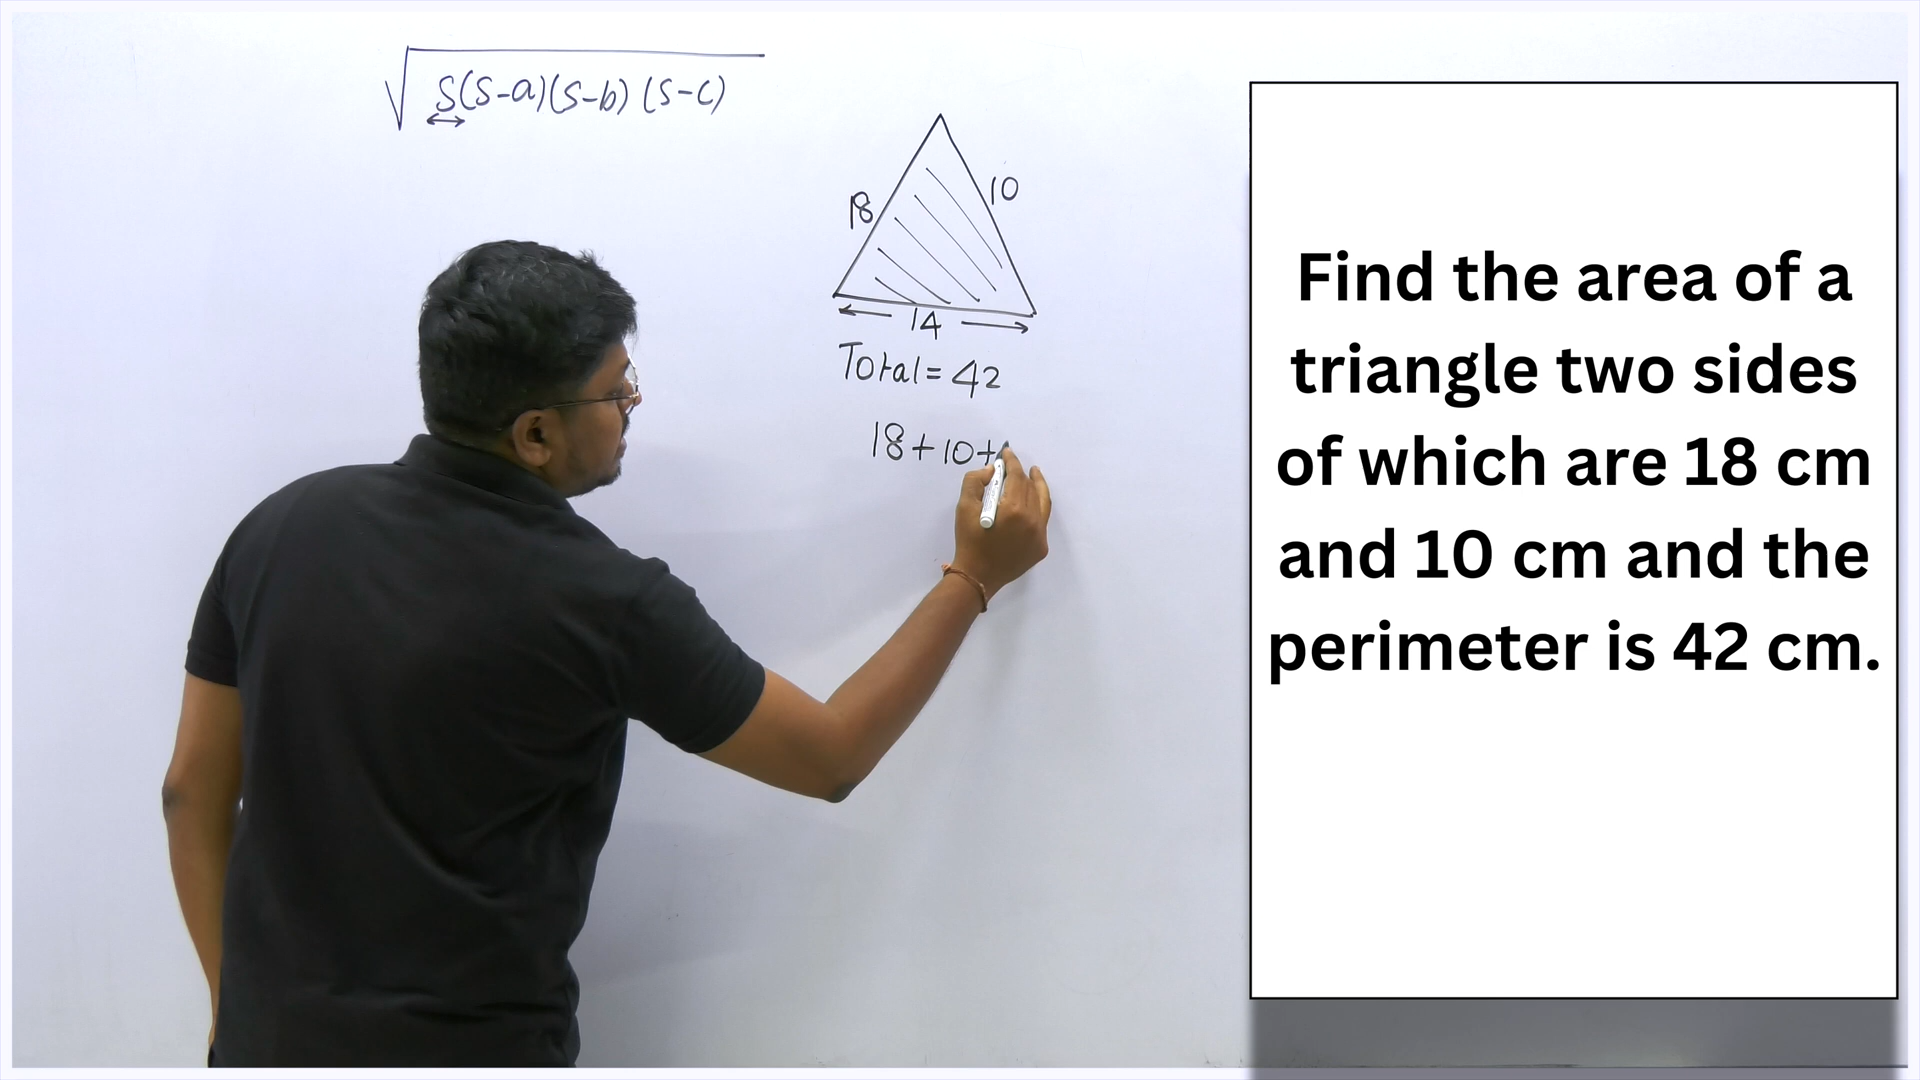 √S(S-a)(S-b)(S-c)
18
10
14
Total = 42
18+10+
Find the area of a
triangle two sides
of which are 18 cm
and 10 cm and the
perimeter is 42 cm.